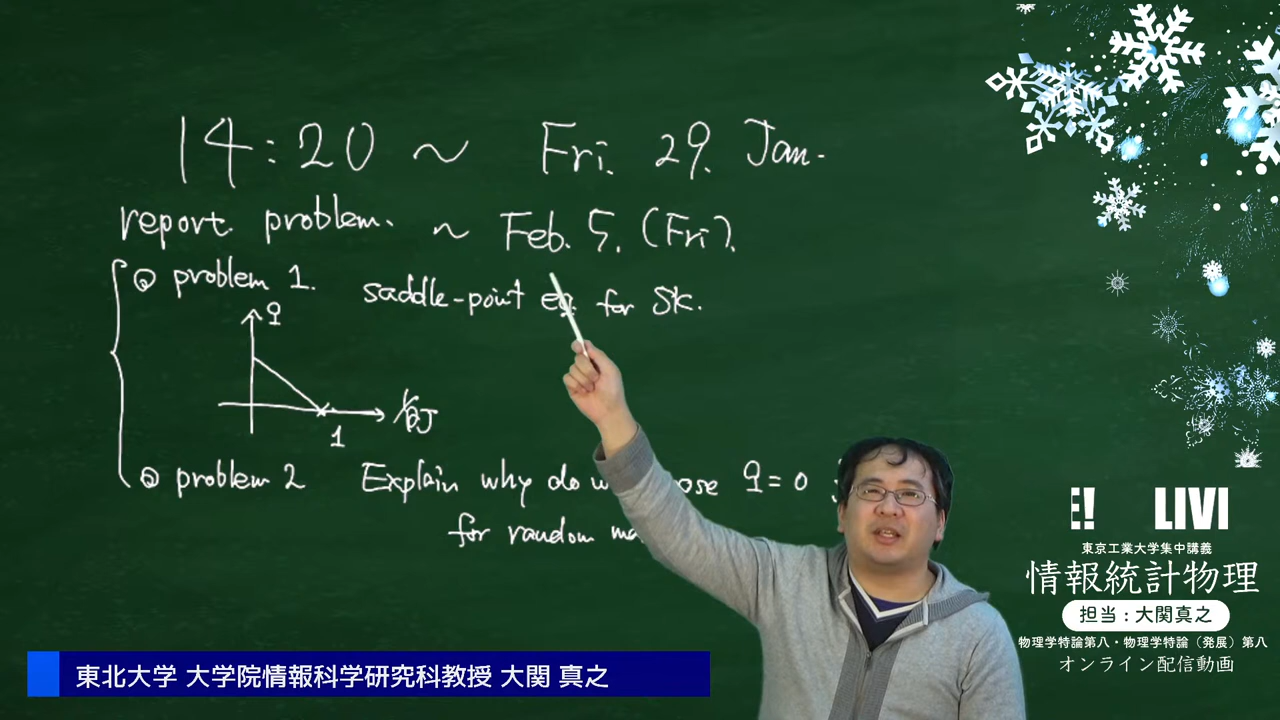 14:20 ~ Fri. 29. Jan.
report problem. ~ Feb. 5. (Fri).
problem 1. saddle-point eq. for SK.
q
1
problem 2 Explain why do we q=0
for random
E! LIVI
東京工業大学集中講義
情報統計物理
担当:大関真之
物理学特論第八・物理学特論(発展)第八
オンライン配信動画
東北大学 大学院情報科学研究科教授 大関 真之